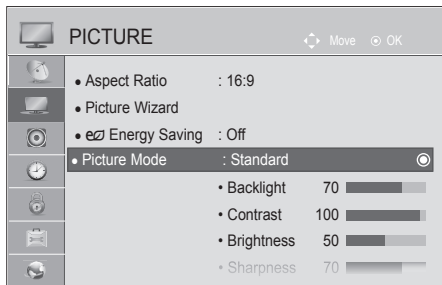 PICTURE
Move ⊙ OK
• Aspect Ratio : 16:9
• Picture Wizard
• Energy Saving : Off
• Picture Mode : Standard
• Backlight 70
• Contrast 100
• Brightness 50
• Sharpness 70